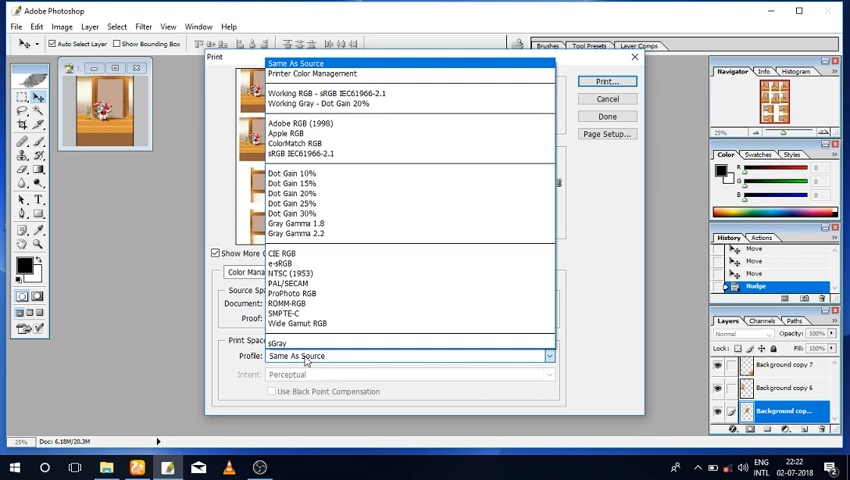 Adobe Photoshop
File Edit Image Layer Select Filter View Window Help
Auto Select Layer Show Bounding Box
Brushes Tool Presets Layer Comps
Print
Same As Source
Printer Color Management
Working RGB - sRGB IEC61966-2.1
Working Gray - Dot Gain 20%
Adobe RGB (1998)
Apple RGB
ColorMatch RGB
sRGB IEC61966-2.1
Dot Gain 10%
Dot Gain 15%
Dot Gain 20%
Dot Gain 25%
Dot Gain 30%
Gray Gamma 1.8
Gray Gamma 2.2
CIE RGB
e-sRGB
NTSC (1953)
PAL/SECAM
ProPhoto RGB
ROMM-RGB
SMPTE-C
Wide Gamut RGB
sGray
Print...
Cancel
Done
Page Setup...
Show More
Color Mana
Source Spa
Document:
Proof:
Print Space
Profile: Same As Source
Intent: Perceptual
Use Black Point Compensation
Navigator Info Histogram
25%
Color Swatches Styles
R 0
G 0
B 0
History Actions
Move
Move
Move
Nudge
Layers Channels Paths
Normal Opacity: 100%
Lock: Fill: 100%
Background copy 7
Background copy 6
Background cop...
25% Doc: 6.18M/20.3M
ENG
INTL
22:22
02-07-2018
2